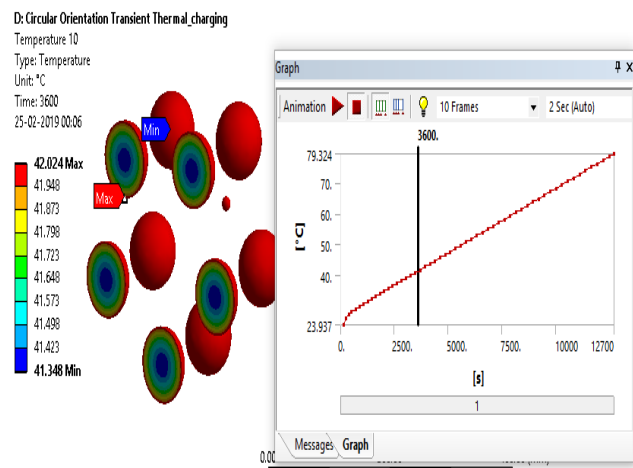 D: Circular Orientation Transient Thermal_charging
Temperature 10
Type: Temperature
Unit: °C
Time: 3600
25-02-2019 00:06
42.024 Max
41.948
41.873
41.798
41.723
41.648
41.573
41.498
41.423
41.348 Min
Min
Max
Graph
Animation
10 Frames
2 Sec (Auto)
3600.
79.324
70.
60.
50.
40.
23.937
[°C]
0.
2500.
5000.
7500.
10000
12700
[s]
1
Messages
Graph
0.00